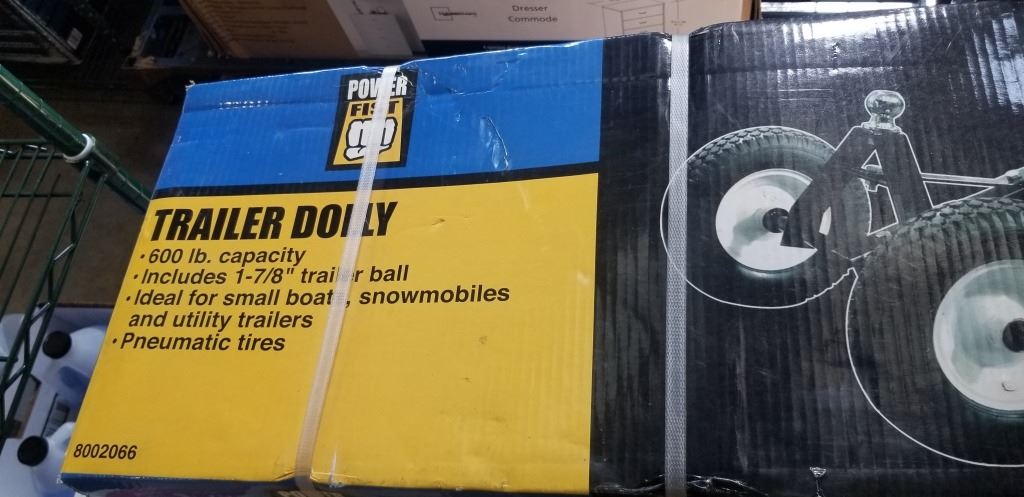 Dresser
Commode
POWER
FIST
TRAILER DOLLY
• 600 lb. capacity
• Includes 1-7/8" trailer ball
• Ideal for small boats, snowmobiles
and utility trailers
• Pneumatic tires
8002066